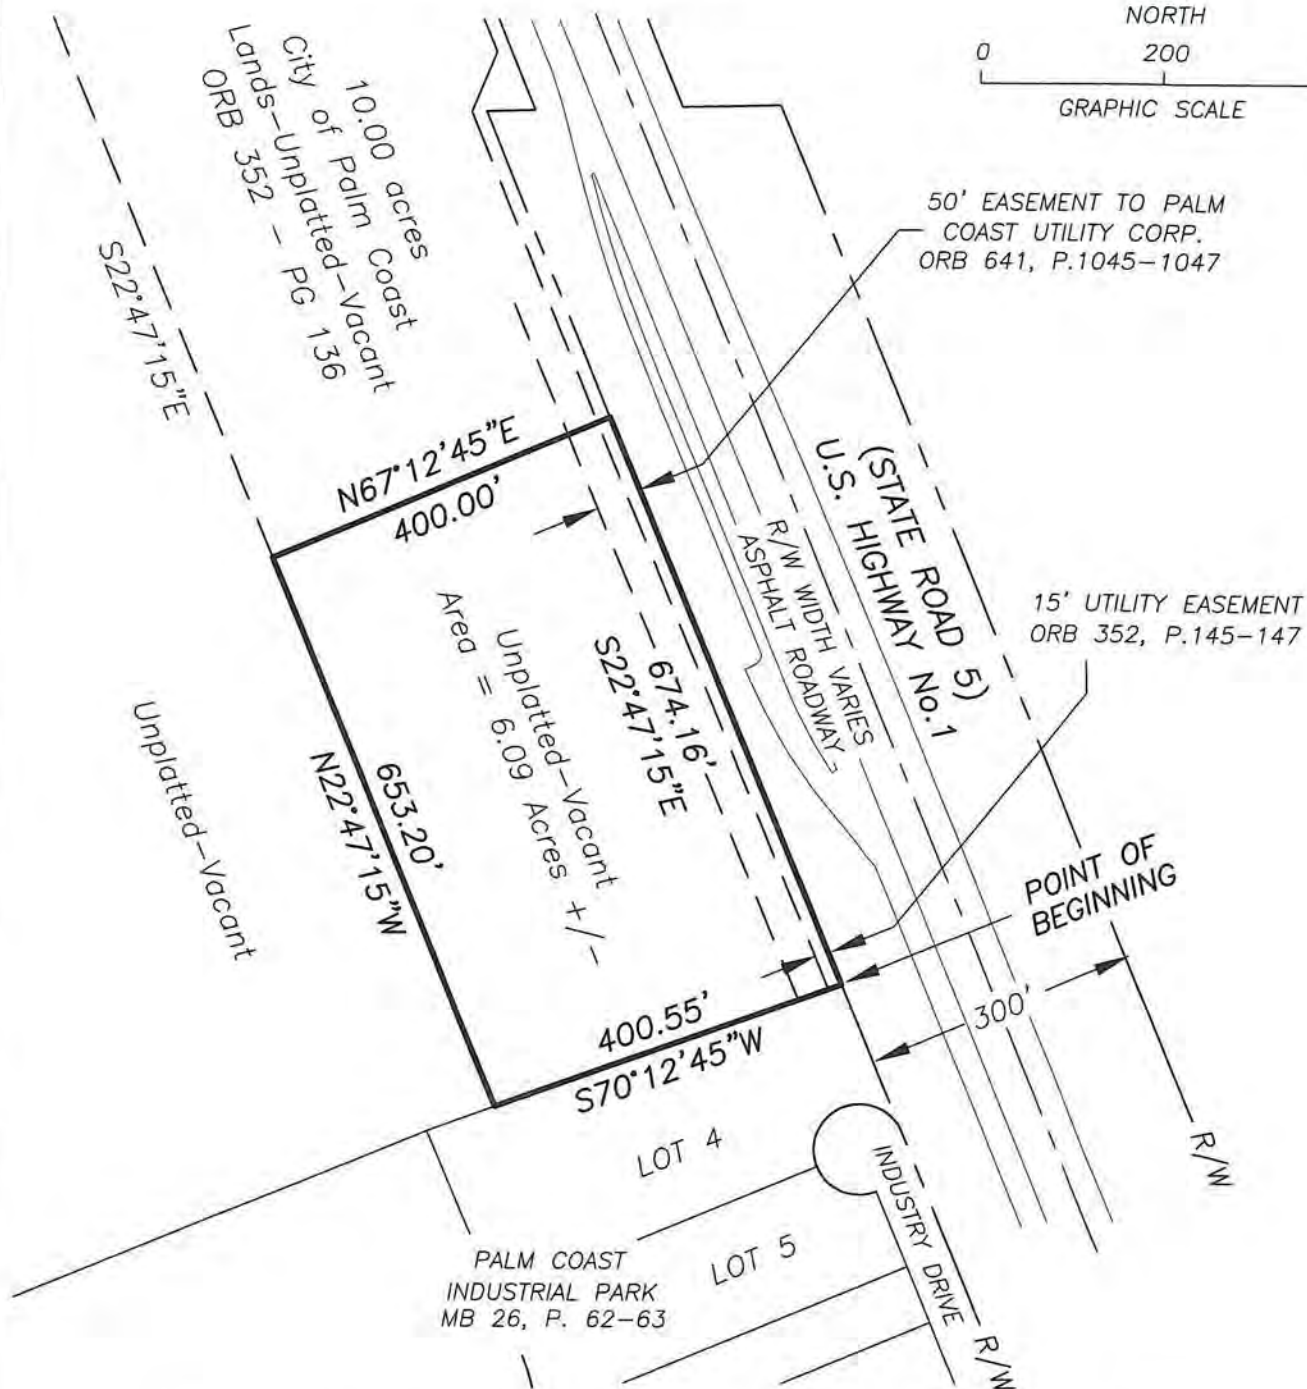 NORTH
0 200
GRAPHIC SCALE
10.00 acres
City of Palm Coast
Lands-Unplatted-Vacant
ORB 352 - PG 136
S22°47'15"E
50' EASEMENT TO PALM
COAST UTILITY CORP.
ORB 641, P.1045-1047
N67°12'45"E
400.00'
(STATE ROAD 5)
U.S. HIGHWAY No.1
R/W WIDTH VARIES
ASPHALT ROADWAY
15' UTILITY EASEMENT
ORB 352, P.145-147
674.16'
S22°47'15"E
Unplatted-Vacant
Area = 6.09 Acres +/-
Unplatted-Vacant
653.20'
N22°47'15"W
POINT OF
BEGINNING
300'
400.55'
S70°12'45"W
R/W
LOT 4
INDUSTRY DRIVE
LOT 5
PALM COAST
INDUSTRIAL PARK
MB 26, P. 62-63
R/W